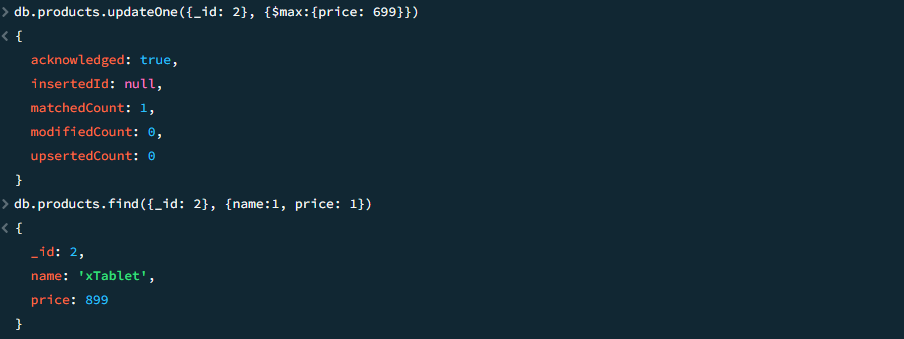 > db.products.updateOne({_id: 2}, {$max:{price: 699}})
< {
acknowledged: true,
insertedId: null,
matchedCount: 1,
modifiedCount: 0,
upsertedCount: 0
}
> db.products.find({_id: 2}, {name:1, price: 1})
< {
_id: 2,
name: 'xTablet',
price: 899
}